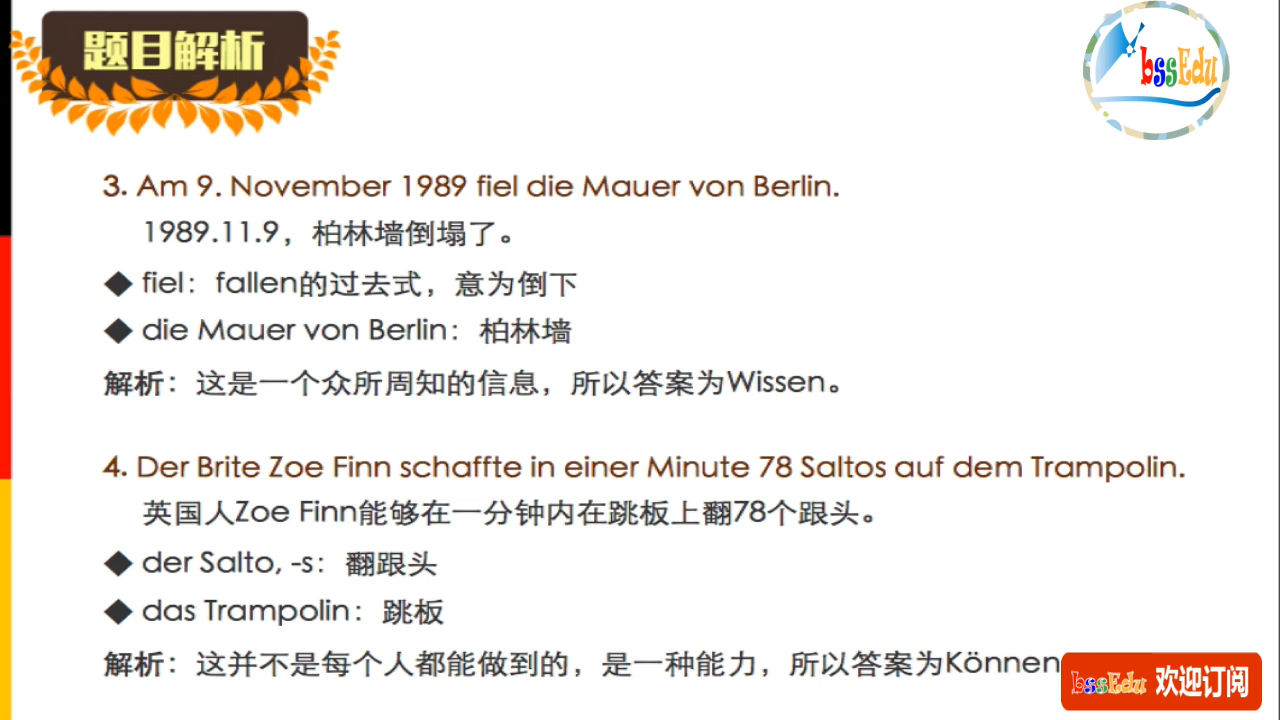 题目解析
bssEdu
3. Am 9. November 1989 fiel die Mauer von Berlin.
1989.11.9，柏林墙倒塌了。
◆ fiel：fallen的过去式，意为倒下
◆ die Mauer von Berlin：柏林墙
解析：这是一个众所周知的信息，所以答案为Wissen。
4. Der Brite Zoe Finn schaffte in einer Minute 78 Saltos auf dem Trampolin.
英国人Zoe Finn能够在一分钟内在跳板上翻78个跟头。
◆ der Salto, -s：翻跟头
◆ das Trampolin：跳板
解析：这并不是每个人都能做到的，是一种能力，所以答案为Können
bssEdu 欢迎订阅